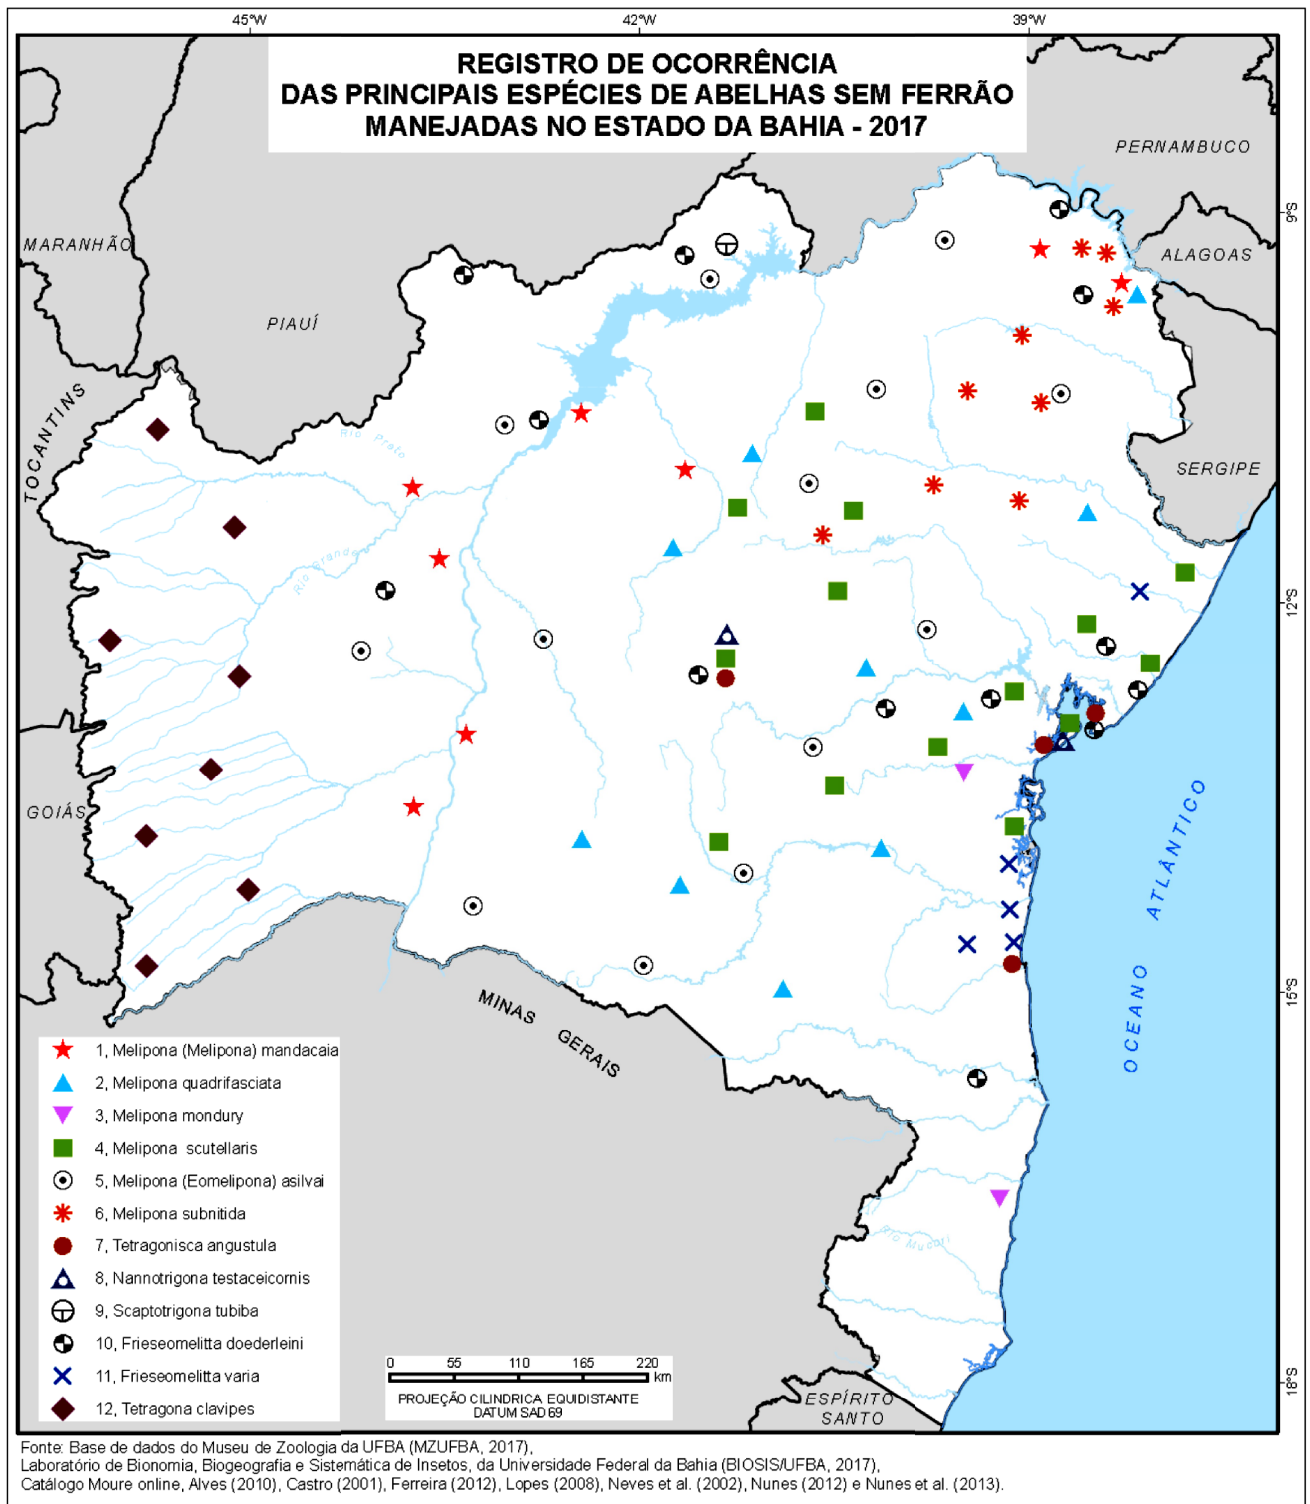 45°W
42°W
39°W
REGISTRO DE OCORRÊNCIA
DAS PRINCIPAIS ESPÉCIES DE ABELHAS SEM FERRÃO
MANEJADAS NO ESTADO DA BAHIA - 2017
PERNAMBUCO
9°S
MARANHÃO
ALAGOAS
PIAUÍ
TOCANTINS
Rio Preto
SERGIPE
Rio Grande
12°S
GOIÁS
OCEANO ATLÂNTICO
15°S
MINAS GERAIS
1, Melipona (Melipona) mandacaia
2, Melipona quadrifasciata
3, Melipona mondury
4, Melipona scutellaris
5, Melipona (Eomelipona) asilvai
6, Melipona subnitida
7, Tetragonisca angustula
8, Nannotrigona testaceicornis
9, Scaptotrigona tubiba
10, Frieseomelitta doederleini
11, Frieseomelitta varia
12, Tetragona clavipes
Rio Mucuri
0 55 110 165 220
km
PROJEÇÃO CILINDRICA EQUIDISTANTE
DATUM SAD 69
18°S
ESPÍRITO
SANTO
Fonte: Base de dados do Museu de Zoologia da UFBA (MZUFBA, 2017),
Laboratório de Bionomia, Biogeografia e Sistemática de Insetos, da Universidade Federal da Bahia (BIOSIS/UFBA, 2017),
Catálogo Moure online, Alves (2010), Castro (2001), Ferreira (2012), Lopes (2008), Neves et al. (2002), Nunes (2012) e Nunes et al. (2013).